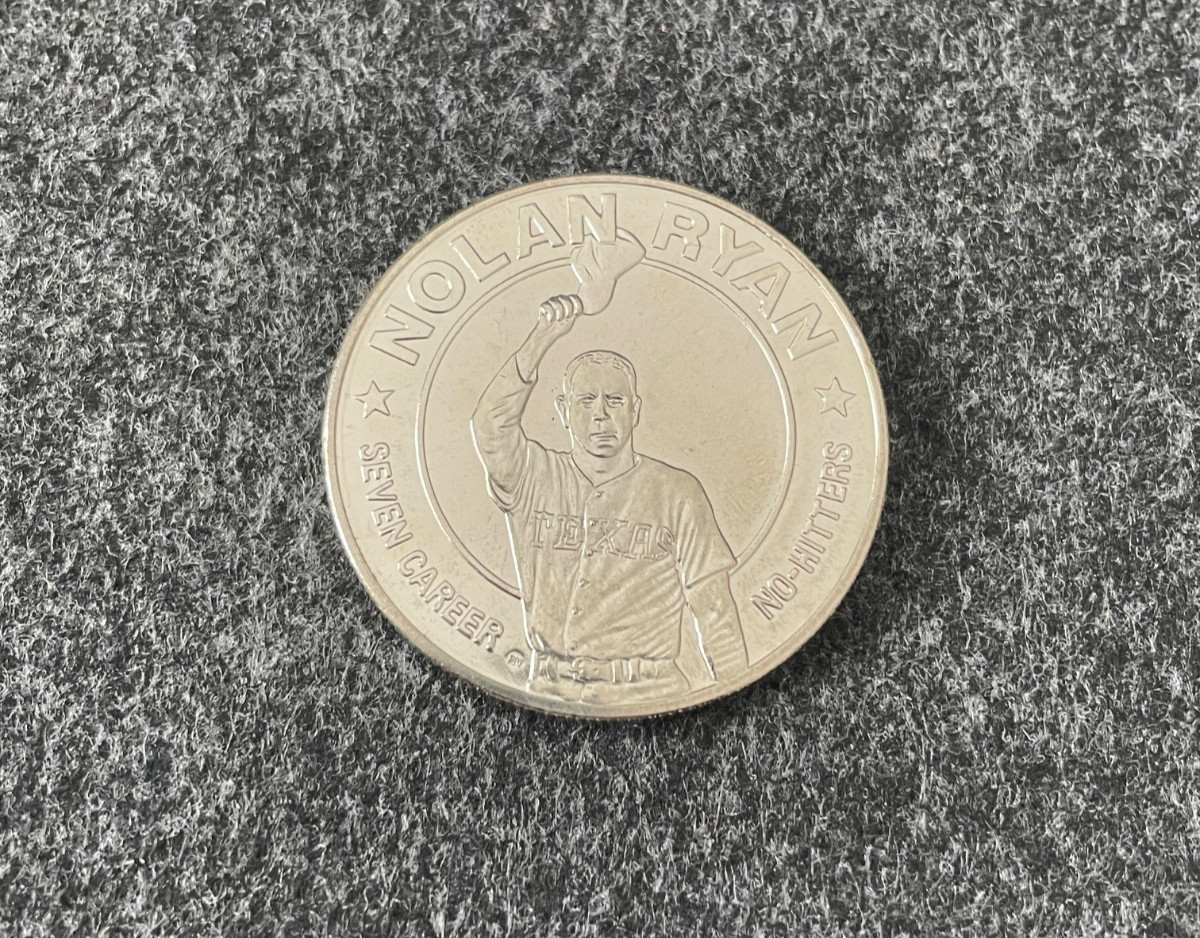 NOLAN RYAN
SEVEN CAREER
NO-HITTERS
TEXAS